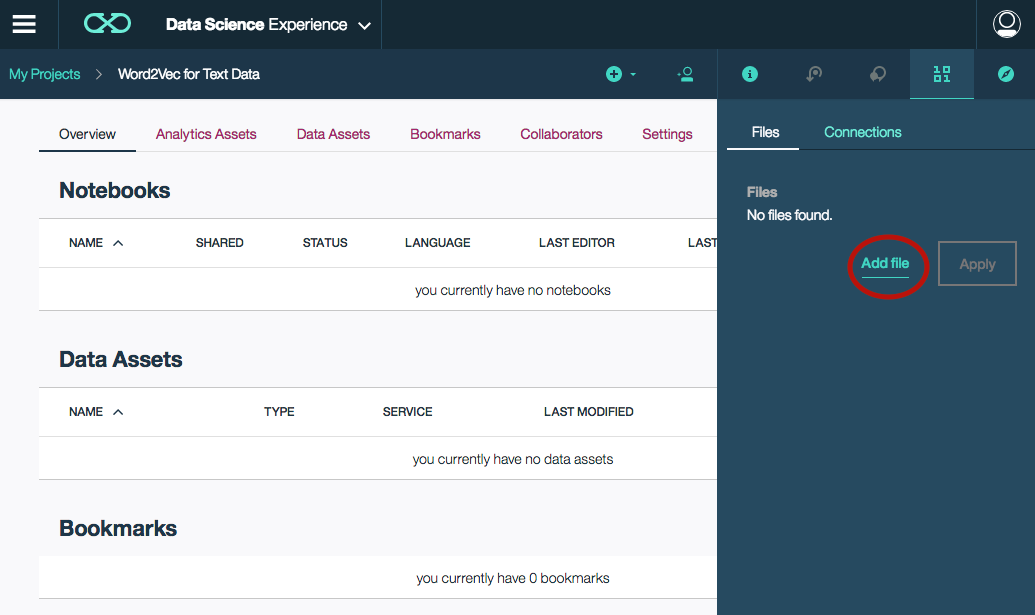 Data Science Experience
My Projects > Word2Vec for Text Data
Overview Analytics Assets Data Assets Bookmarks Collaborators Settings
Notebooks
NAME SHARED STATUS LANGUAGE LAST EDITOR LAST
you currently have no notebooks
Data Assets
NAME TYPE SERVICE LAST MODIFIED
you currently have no data assets
Bookmarks
you currently have 0 bookmarks
Files Connections
Files
No files found.
Add file Apply